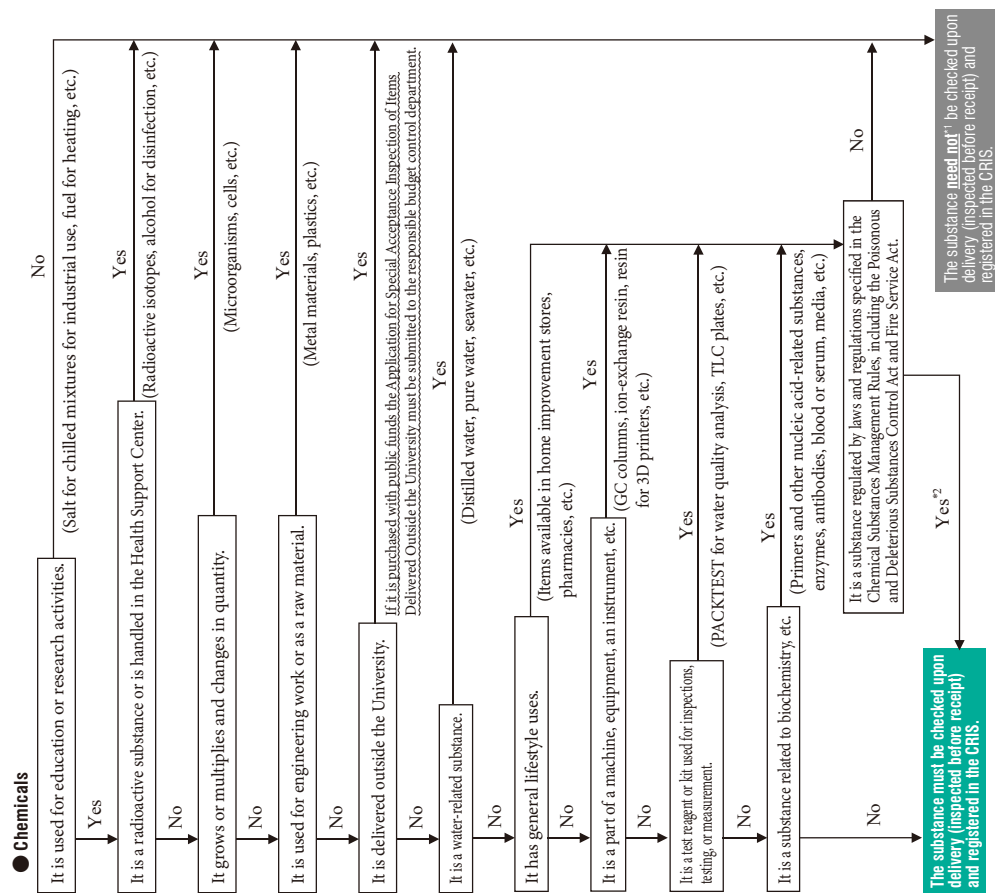 ● Chemicals
It is used for education or research activities.
No
(Salt for chilled mixtures for industrial use, fuel for heating, etc.)
Yes
It is a radioactive substance or is handled in the Health Support Center.
Yes
(Radioactive isotopes, alcohol for disinfection, etc.)
No
It grows or multiplies and changes in quantity.
Yes
(Microorganisms, cells, etc.)
No
It is used for engineering work or as a raw material.
Yes
(Metal materials, plastics, etc.)
No
It is delivered outside the University.
Yes
If it is purchased with public funds the Application for Special Acceptance Inspection of Items
Delivered Outside the University must be submitted to the responsible budget control department.
No
It is a water-related substance.
Yes
(Distilled water, pure water, seawater, etc.)
No
It has general lifestyle uses.
Yes
(Items available in home improvement stores,
pharmacies, etc.)
No
It is a part of a machine, equipment, an instrument, etc.
Yes
(GC columns, ion-exchange resin, resin
for 3D printers, etc.)
No
It is a test reagent or kit used for inspections,
testing, or measurement.
Yes
(PACKTEST for water quality analysis, TLC plates, etc.)
No
It is a substance related to biochemistry, etc.
Yes
(Primers and other nucleic acid-related substances,
enzymes, antibodies, blood or serum, media, etc.)
No
It is a substance regulated by laws and regulations specified in the
Chemical Substances Management Rules, including the Poisonous
and Deleterious Substances Control Act and Fire Service Act.
No
Yes*2
The substance must be checked upon
delivery (inspected before receipt)
and registered in the CRIS.
The substance need not*1 be checked upon
delivery (inspected before receipt) and
registered in the CRIS.